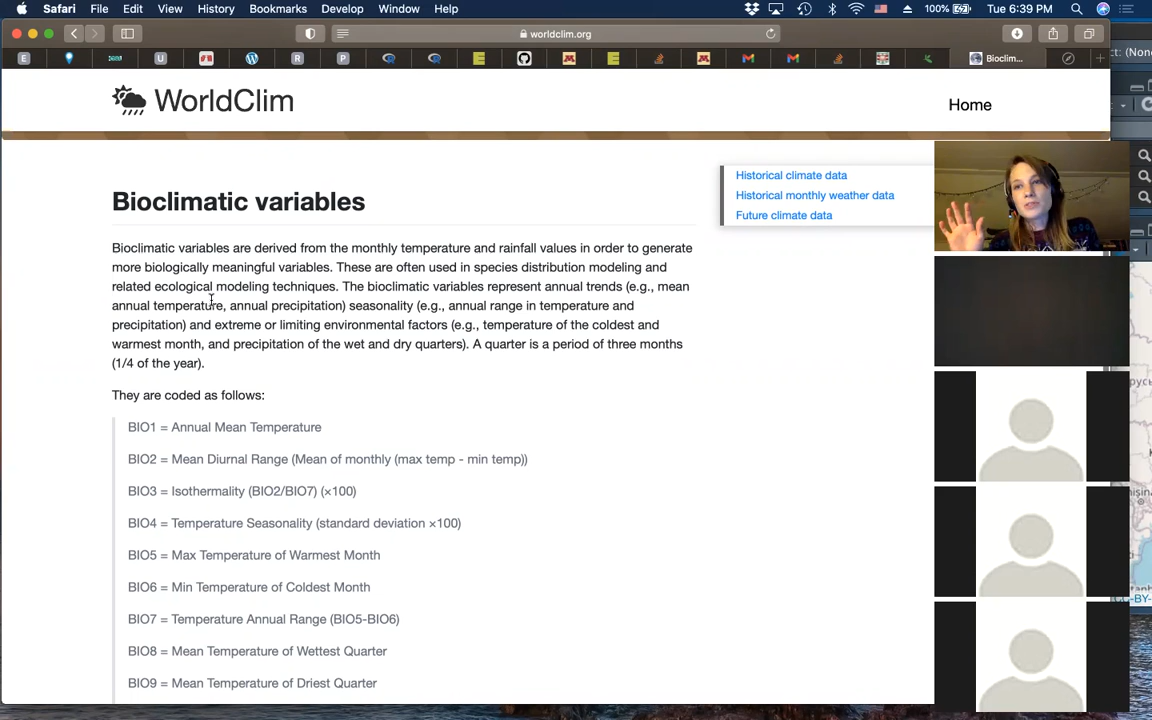 Safari File Edit View History Bookmarks Develop Window Help 100% Tue 6:39 PM
worldclim.org
E U R P E E Bioclim... +
ct: (Non
WorldClim
Home
Historical climate data
Historical monthly weather data
Future climate data
Bioclimatic variables
Bioclimatic variables are derived from the monthly temperature and rainfall values in order to generate
more biologically meaningful variables. These are often used in species distribution modeling and
related ecological modeling techniques. The bioclimatic variables represent annual trends (e.g., mean
annual temperature, annual precipitation) seasonality (e.g., annual range in temperature and
precipitation) and extreme or limiting environmental factors (e.g., temperature of the coldest and
warmest month, and precipitation of the wet and dry quarters). A quarter is a period of three months
(1/4 of the year).
They are coded as follows:
BIO1 = Annual Mean Temperature
BIO2 = Mean Diurnal Range (Mean of monthly (max temp - min temp))
BIO3 = Isothermality (BIO2/BIO7) (×100)
BIO4 = Temperature Seasonality (standard deviation ×100)
BIO5 = Max Temperature of Warmest Month
BIO6 = Min Temperature of Coldest Month
BIO7 = Temperature Annual Range (BIO5-BIO6)
BIO8 = Mean Temperature of Wettest Quarter
BIO9 = Mean Temperature of Driest Quarter
CC-BY-